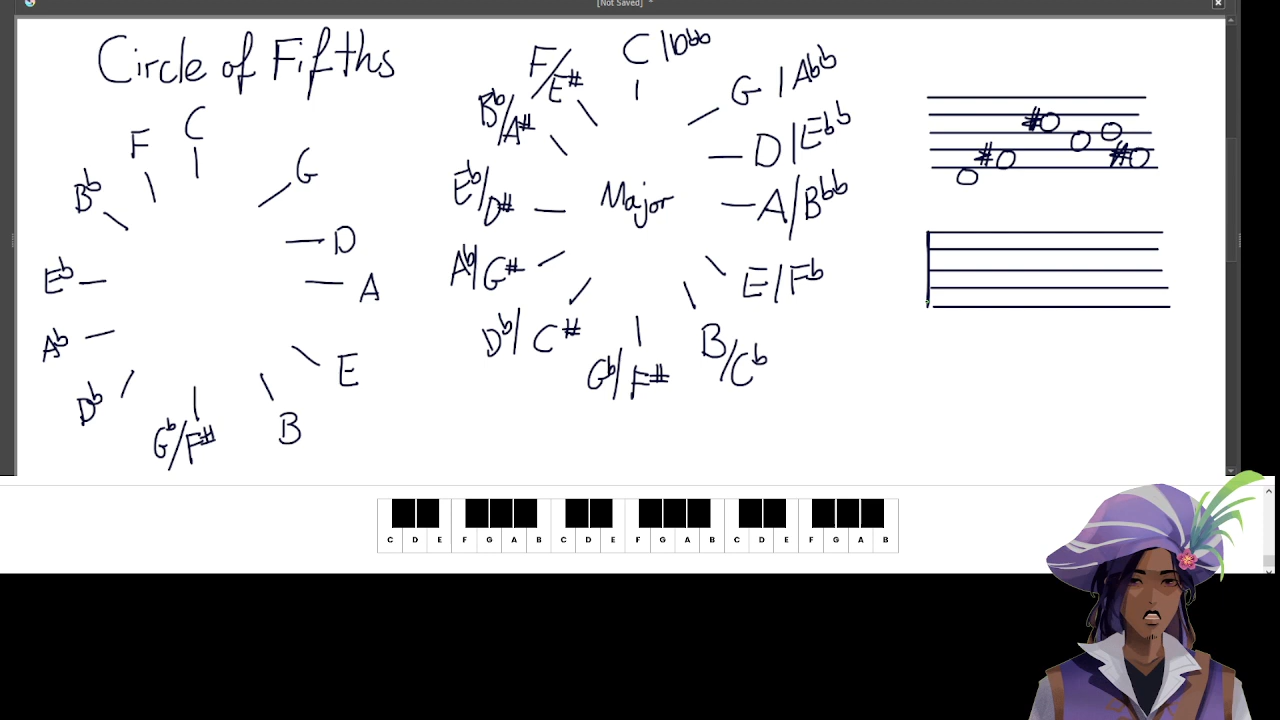 [Not Saved] *
Circle of Fifths
C
F
G
B♭
D
E♭
A
A♭
E
D♭
B
G♭/F#
C | D♭♭
F/E#
G | A♭♭
B♭/A#
D | E♭♭
E♭/D#
Major
A/B♭♭
A♭/G#
E/F♭
D♭/C#
B/C♭
G♭/F#
# # #
C D E F G A B C D E F G A B C D E F G A B